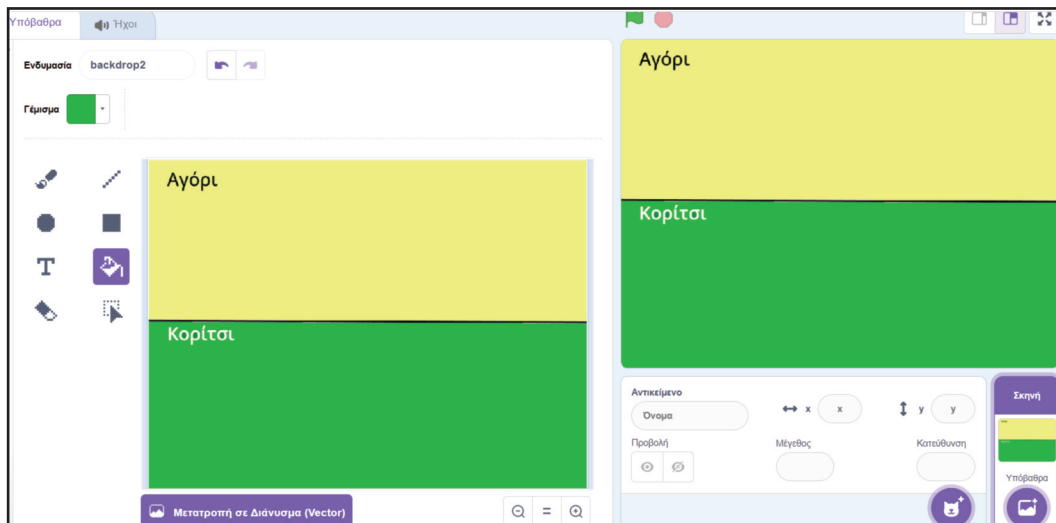 Υπόβαθρα
Ήχοι
Ενδυμασία
backdrop2
Γέμισμα
T
Αγόρι
Κορίτσι
Μετατροπή σε Διάνυσμα (Vector)
Αγόρι
Κορίτσι
Αντικείμενο
Όνομα
x
x
y
y
Προβολή
Μέγεθος
Κατεύθυνση
Σκηνή
Υπόβαθρα